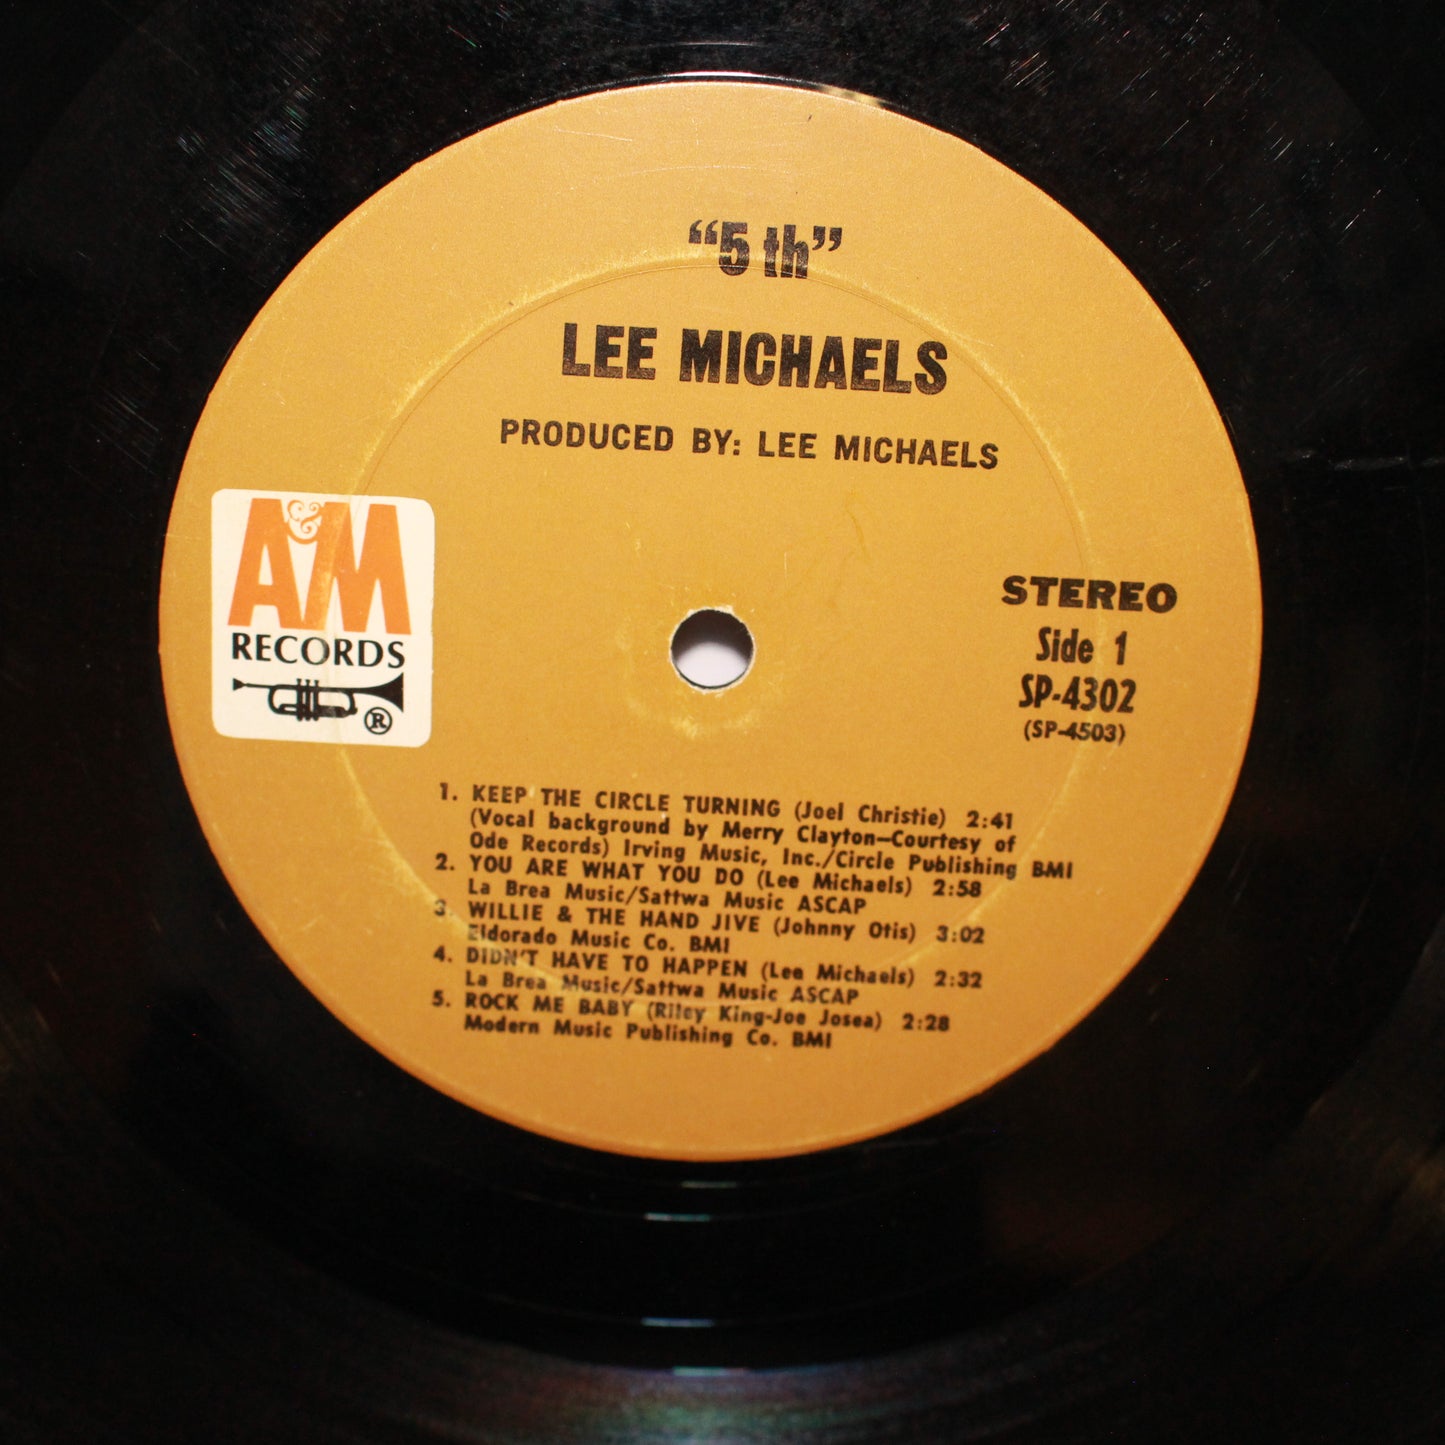 “5 th”
LEE MICHAELS
PRODUCED BY: LEE MICHAELS
A&M
RECORDS
®
STEREO
Side 1
SP-4302
(SP-4503)
1. KEEP THE CIRCLE TURNING (Joel Christie) 2:41
(Vocal background by Merry Clayton—Courtesy of
Ode Records) Irving Music, Inc./Circle Publishing BMI
2. YOU ARE WHAT YOU DO (Lee Michaels) 2:58
La Brea Music/Sattwa Music ASCAP
3. WILLIE & THE HAND JIVE (Johnny Otis) 3:02
Eldorado Music Co. BMI
4. DIDN'T HAVE TO HAPPEN (Lee Michaels) 2:32
La Brea Music/Sattwa Music ASCAP
5. ROCK ME BABY (Riley King-Joe Josea) 2:28
Modern Music Publishing Co. BMI